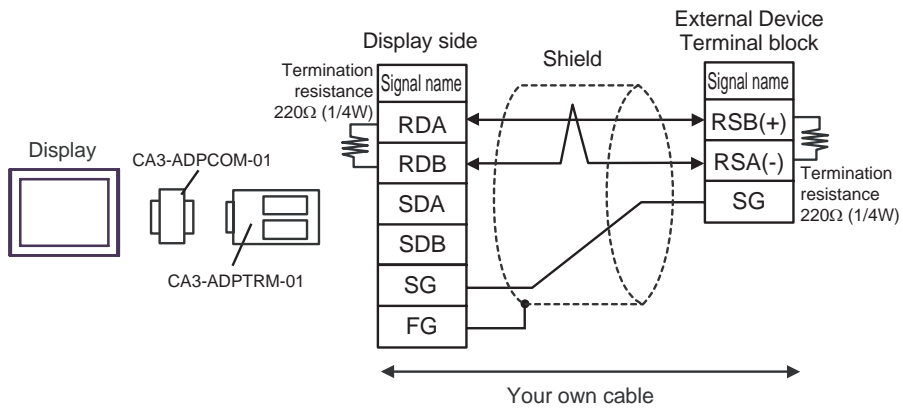 External Device
Terminal block
Display side
Shield
Termination
resistance
220Ω (1/4W)
Signal name
Signal name
RDA
RSB(+)
RDB
RSA(-)
Display
CA3-ADPCOM-01
Termination
resistance
220Ω (1/4W)
SDA
SG
SDB
CA3-ADPTRM-01
SG
FG
Your own cable